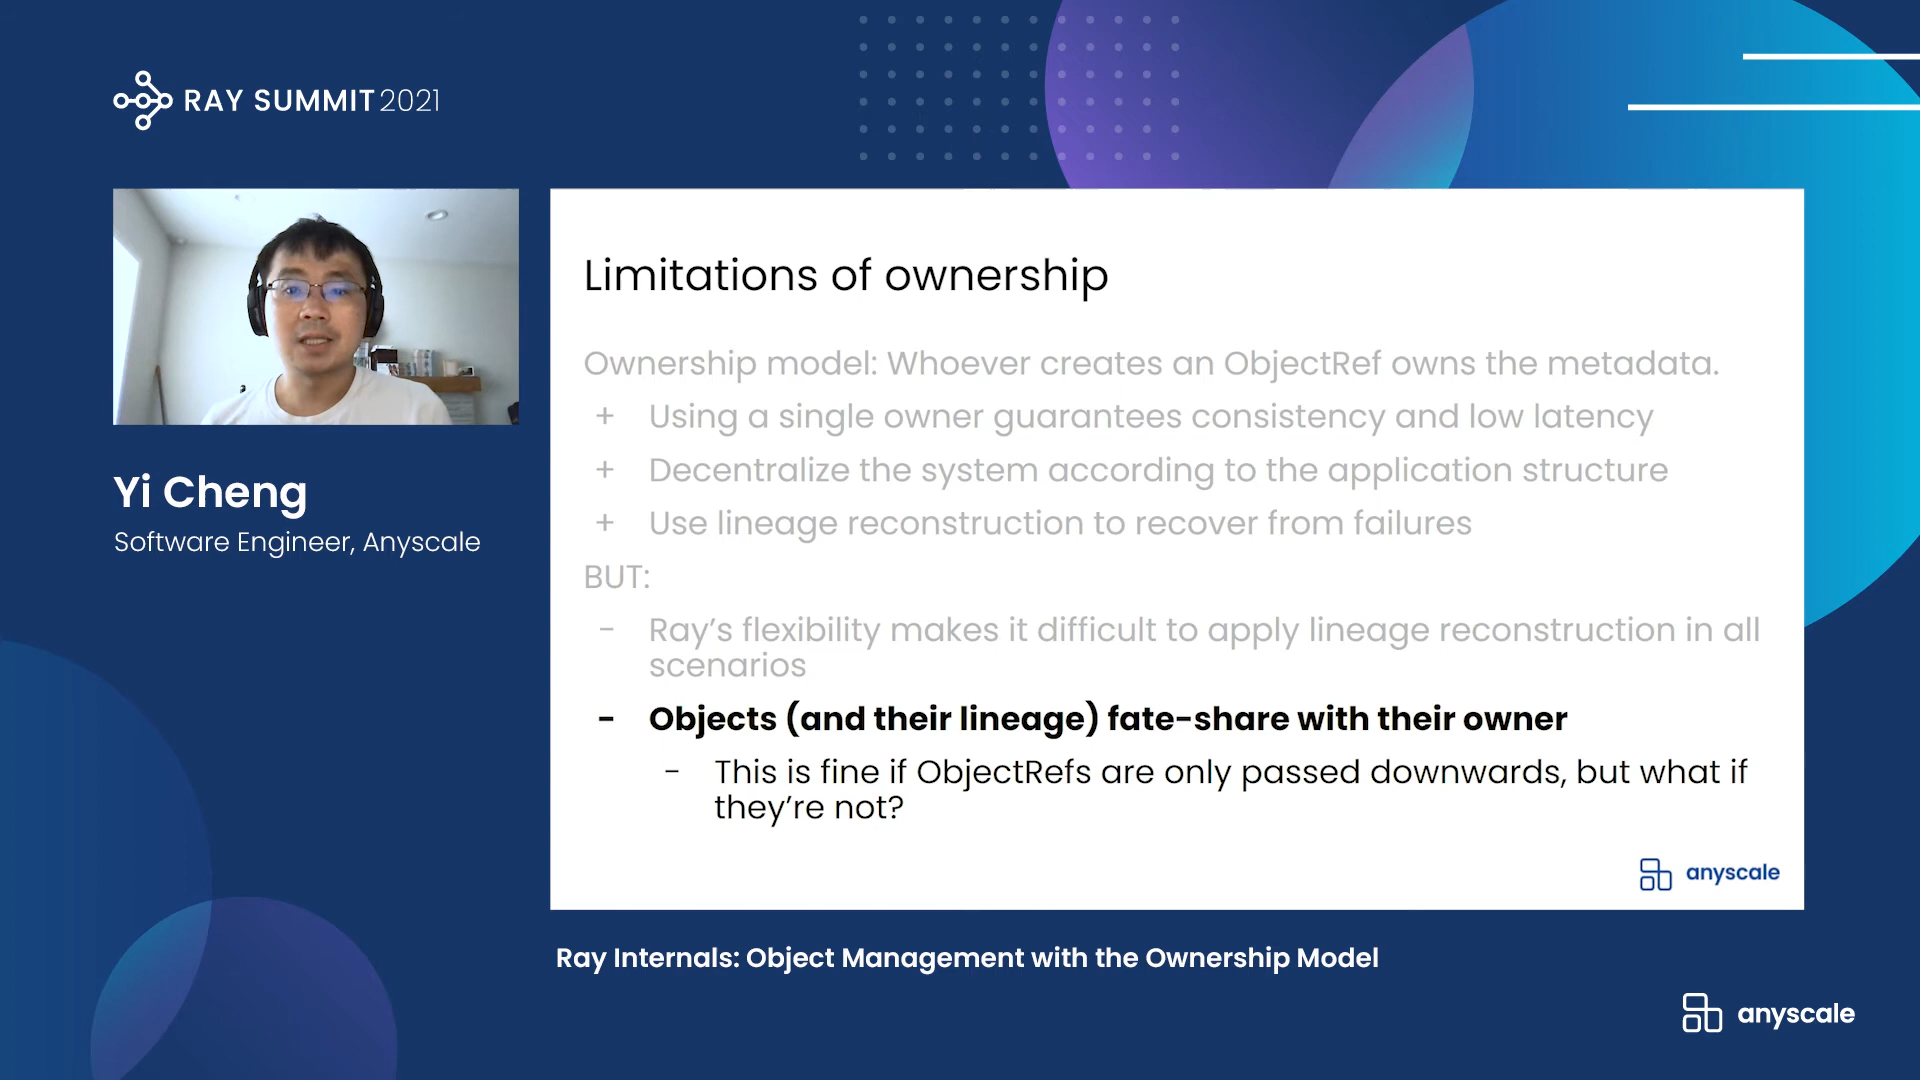 RAY SUMMIT 2021
Yi Cheng
Software Engineer, Anyscale
Limitations of ownership
Ownership model: Whoever creates an ObjectRef owns the metadata.
+ Using a single owner guarantees consistency and low latency
+ Decentralize the system according to the application structure
+ Use lineage reconstruction to recover from failures
BUT:
- Ray’s flexibility makes it difficult to apply lineage reconstruction in all
scenarios
- Objects (and their lineage) fate-share with their owner
- This is fine if ObjectRefs are only passed downwards, but what if
they’re not?
anyscale
Ray Internals: Object Management with the Ownership Model
anyscale